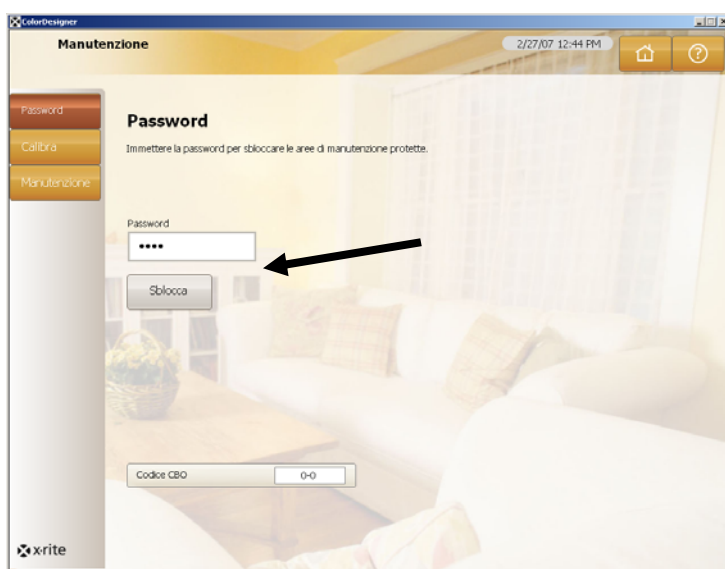 ColorDesigner
Manutenzione
2/27/07 12:44 PM
Password
Calibra
Manutenzione
Password
Immettere la password per sbloccare le aree di manutenzione protette.
Password
••••
Sblocca
Codice CBO 0-0
x·rite